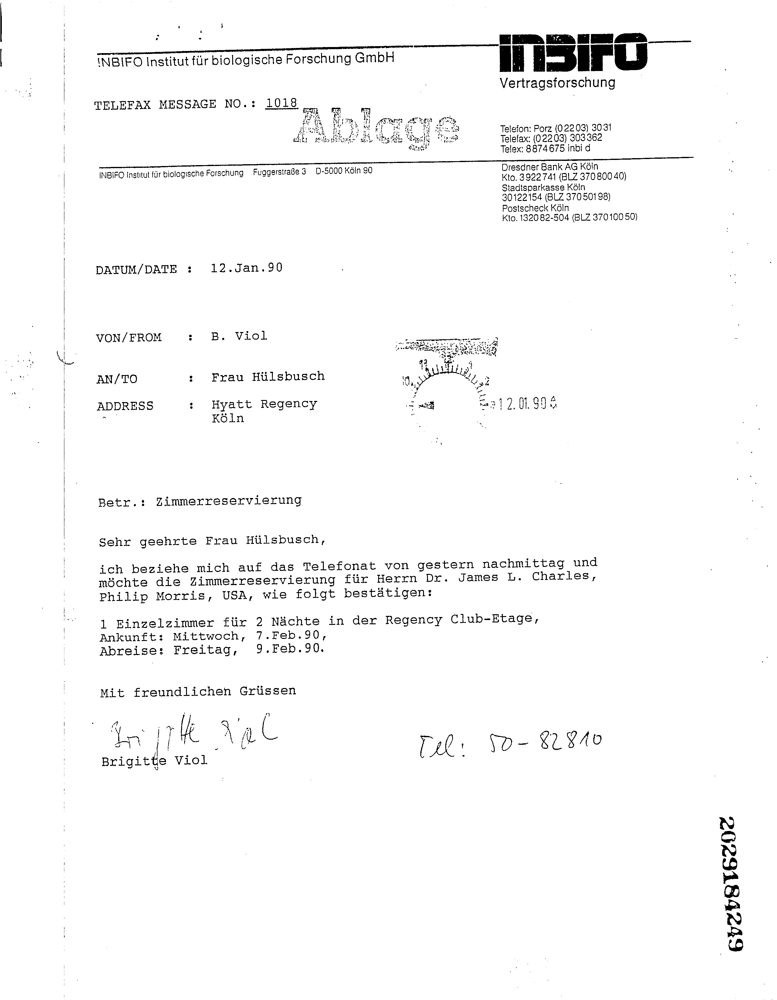 INBIFO Institut für biologische Forschung GmbH
INBIFO
Vertragsforschung
TELEFAX MESSAGE NO.: 1018
Ablage
Telefon: Porz (02203) 3031
Telefax: (02203) 303362
Telex: 8874675 inbi d
INBIFO Institut für biologische Forschung Fuggerstraße 3 D-5000 Köln 90
Dresdner Bank AG Köln
Kto. 3922741 (BLZ 37080040)
Stadtsparkasse Köln
30122154 (BLZ 37050198)
Postscheck Köln
Kto. 132082-504 (BLZ 37010050)
DATUM/DATE : 12.Jan.90
VON/FROM : B. Viol
AN/TO : Frau Hülsbusch
ADDRESS : Hyatt Regency
Köln
10 2
12.01.90
Betr.: Zimmerreservierung
Sehr geehrte Frau Hülsbusch,
ich beziehe mich auf das Telefonat von gestern nachmittag und
möchte die Zimmerreservierung für Herrn Dr. James L. Charles,
Philip Morris, USA, wie folgt bestätigen:
1 Einzelzimmer für 2 Nächte in der Regency Club-Etage,
Ankunft: Mittwoch, 7.Feb.90,
Abreise: Freitag, 9.Feb.90.
Mit freundlichen Grüssen
Brigitte Viol
Tel: 50-82810
Brigitte Viol
2029184249